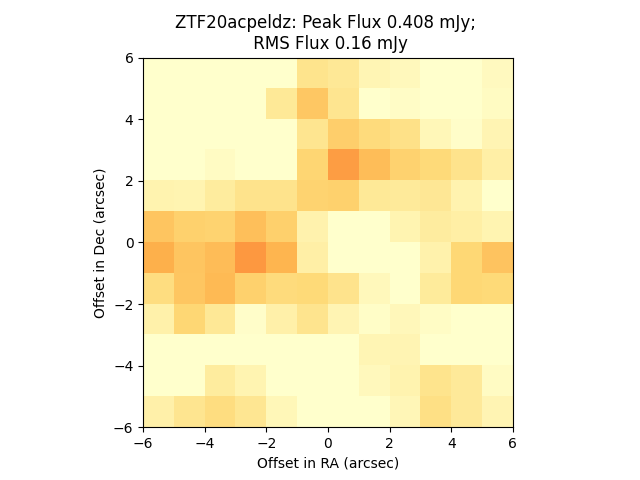 ZTF20acpeldz: Peak Flux 0.408 mJy;
RMS Flux 0.16 mJy
6
4
2
0
−2
−4
−6
Offset in Dec (arcsec)
−6 −4 −2 0 2 4 6
Offset in RA (arcsec)